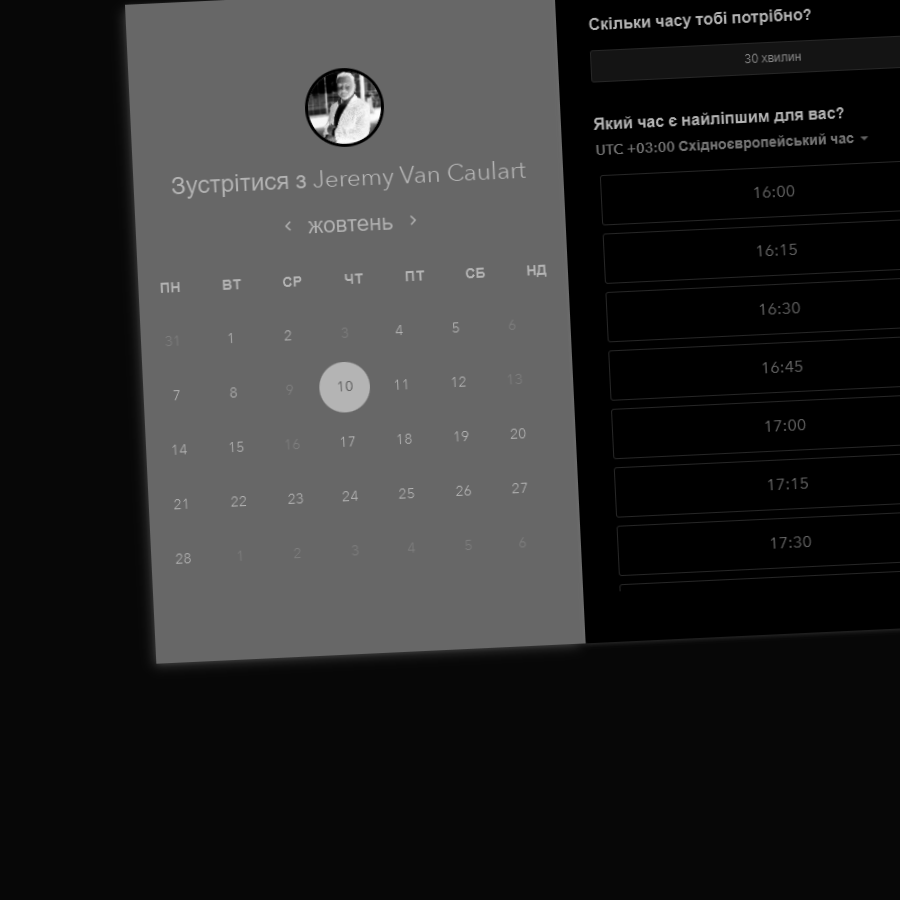 Зустрітися з Jeremy Van Caulart
жовтень
ПН ВТ СР ЧТ ПТ СБ НД
31 1 2 3 4 5 6
7 8 9 10 11 12 13
14 15 16 17 18 19 20
21 22 23 24 25 26 27
28 1 2 3 4 5 6
Скільки часу тобі потрібно?
30 хвилин
Який час є найліпшим для вас?
UTC +03:00 Східноєвропейський час
16:00
16:15
16:30
16:45
17:00
17:15
17:30